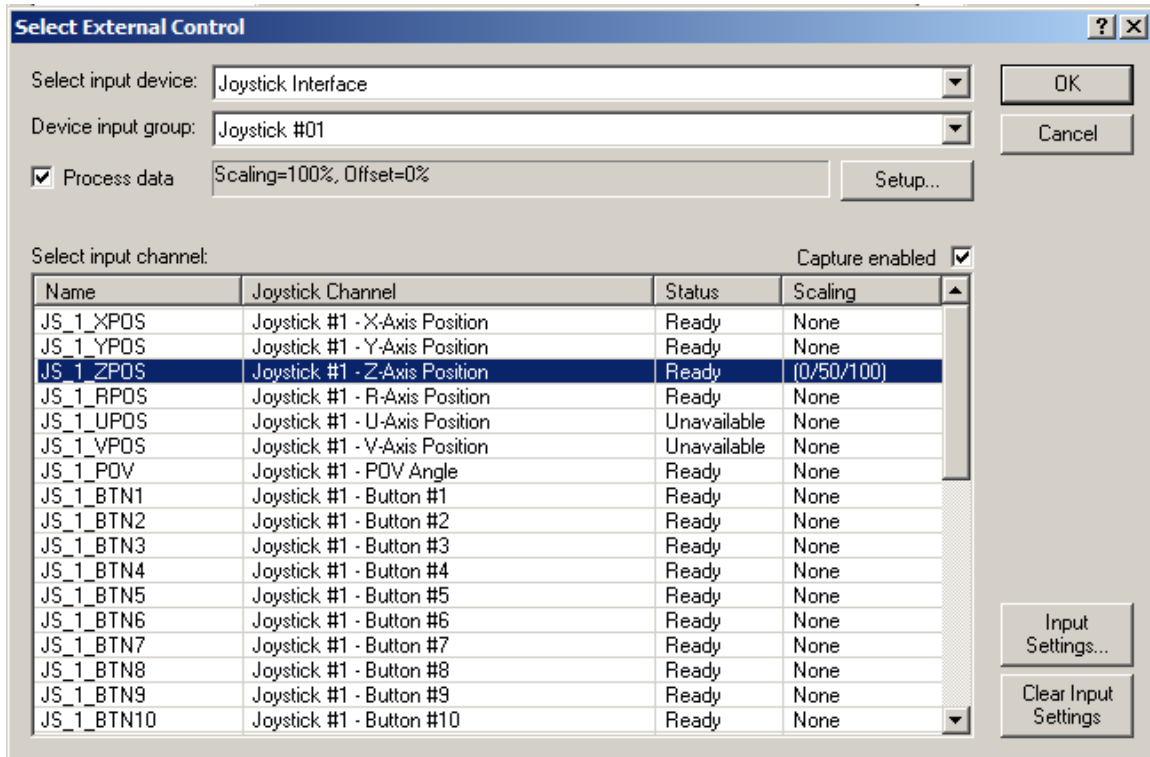 Select External Control
Select input device: Joystick Interface OK
Device input group: Joystick #01 Cancel
Process data Scaling=100%, Offset=0% Setup...
Select input channel: Capture enabled
Name Joystick Channel Status Scaling
JS_1_XPOS Joystick #1 - X-Axis Position Ready None
JS_1_YPOS Joystick #1 - Y-Axis Position Ready None
JS_1_ZPOS Joystick #1 - Z-Axis Position Ready (0/50/100)
JS_1_RPOS Joystick #1 - R-Axis Position Ready None
JS_1_UPOS Joystick #1 - U-Axis Position Unavailable None
JS_1_VPOS Joystick #1 - V-Axis Position Unavailable None
JS_1_POV Joystick #1 - POV Angle Ready None
JS_1_BTN1 Joystick #1 - Button #1 Ready None
JS_1_BTN2 Joystick #1 - Button #2 Ready None
JS_1_BTN3 Joystick #1 - Button #3 Ready None
JS_1_BTN4 Joystick #1 - Button #4 Ready None
JS_1_BTN5 Joystick #1 - Button #5 Ready None
JS_1_BTN6 Joystick #1 - Button #6 Ready None
JS_1_BTN7 Joystick #1 - Button #7 Ready None
JS_1_BTN8 Joystick #1 - Button #8 Ready None
JS_1_BTN9 Joystick #1 - Button #9 Ready None
JS_1_BTN10 Joystick #1 - Button #10 Ready None
Input
Settings...
Clear Input
Settings